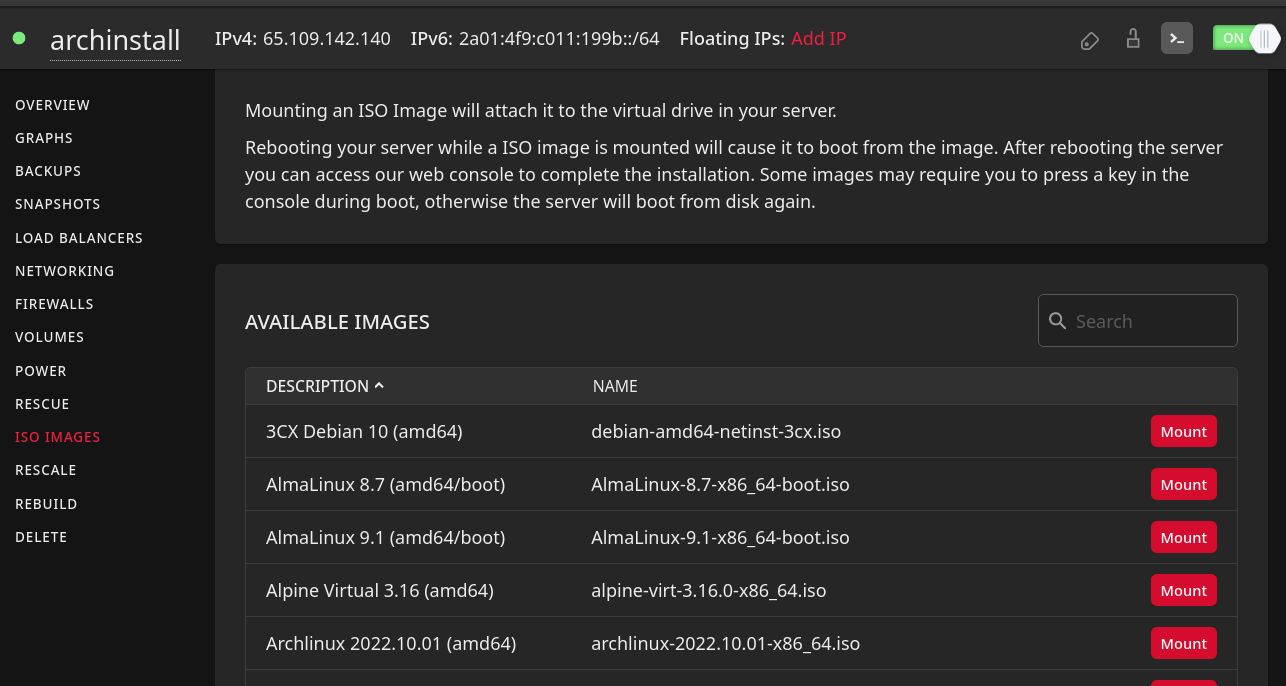 archinstall IPv4: 65.109.142.140 IPv6: 2a01:4f9:c011:199b::/64 Floating IPs: Add IP ON
OVERVIEW
GRAPHS
BACKUPS
SNAPSHOTS
LOAD BALANCERS
NETWORKING
FIREWALLS
VOLUMES
POWER
RESCUE
ISO IMAGES
RESCALE
REBUILD
DELETE
Mounting an ISO Image will attach it to the virtual drive in your server.
Rebooting your server while a ISO image is mounted will cause it to boot from the image. After rebooting the server
you can access our web console to complete the installation. Some images may require you to press a key in the
console during boot, otherwise the server will boot from disk again.
AVAILABLE IMAGES Search
DESCRIPTION NAME
3CX Debian 10 (amd64) debian-amd64-netinst-3cx.iso Mount
AlmaLinux 8.7 (amd64/boot) AlmaLinux-8.7-x86_64-boot.iso Mount
AlmaLinux 9.1 (amd64/boot) AlmaLinux-9.1-x86_64-boot.iso Mount
Alpine Virtual 3.16 (amd64) alpine-virt-3.16.0-x86_64.iso Mount
Archlinux 2022.10.01 (amd64) archlinux-2022.10.01-x86_64.iso Mount